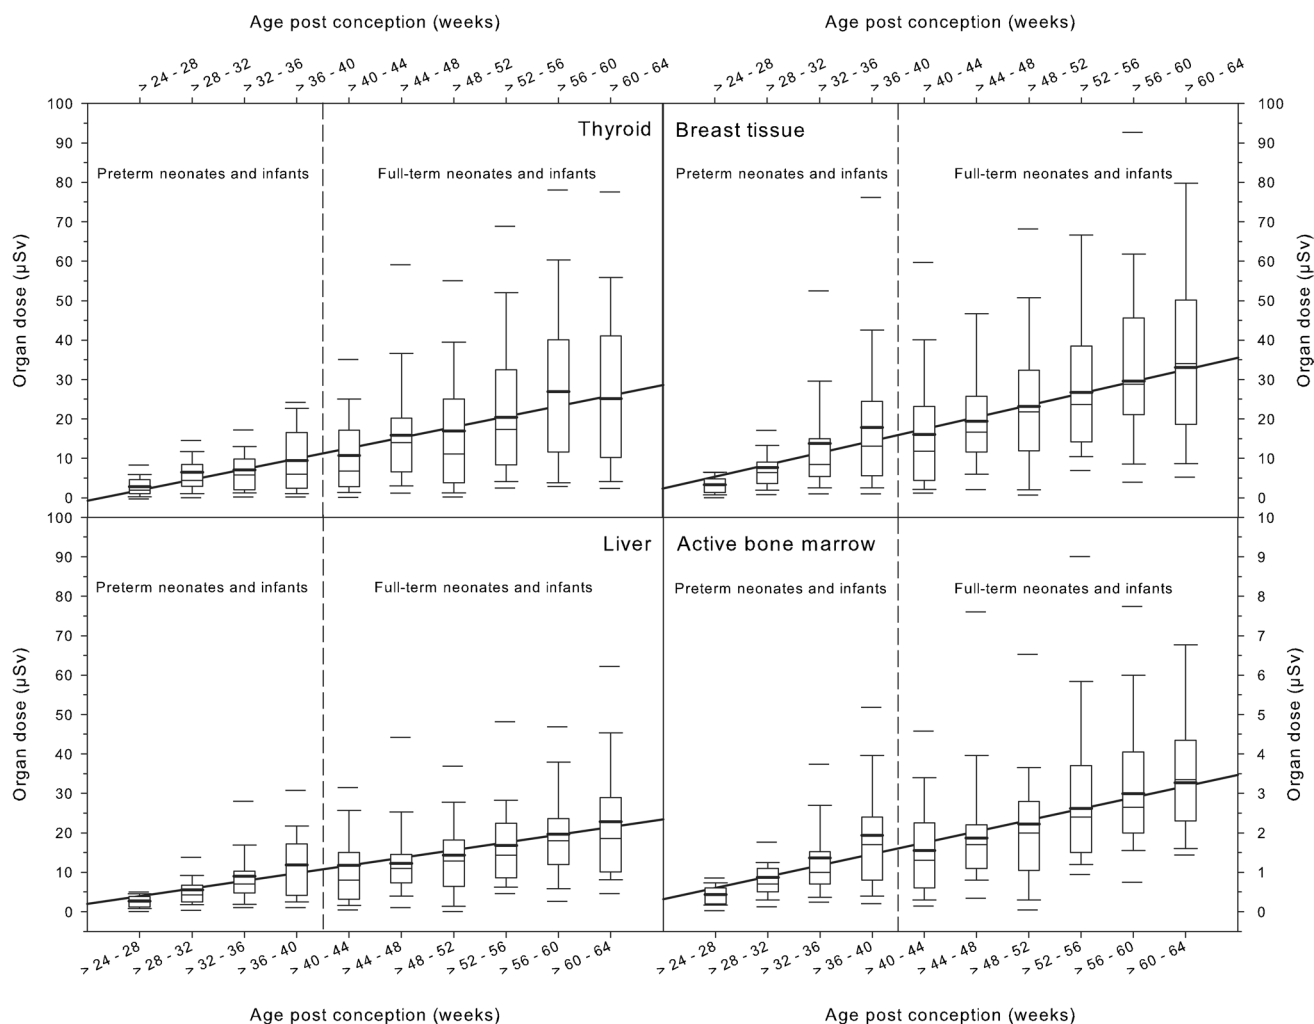 Age post conception (weeks) Age post conception (weeks)
> 24 - 28 > 28 - 32 > 32 - 36 > 36 - 40 > 40 - 44 > 44 - 48 > 48 - 52 > 52 - 56 > 56 - 60 > 60 - 64 > 24 - 28 > 28 - 32 > 32 - 36 > 36 - 40 > 40 - 44 > 44 - 48 > 48 - 52 > 52 - 56 > 56 - 60 > 60 - 64
Thyroid
Preterm neonates and infants Full-term neonates and infants
Organ dose (µSv)
100
90
80
70
60
50
40
30
20
10
0
Breast tissue
Preterm neonates and infants Full-term neonates and infants
100
90
80
70
60
50
40
30
20
10
0
Organ dose (µSv)
Liver
Preterm neonates and infants Full-term neonates and infants
Organ dose (µSv)
100
90
80
70
60
50
40
30
20
10
0
Active bone marrow
Preterm neonates and infants Full-term neonates and infants
10
9
8
7
6
5
4
3
2
1
0
Organ dose (µSv)
> 24 - 28 > 28 - 32 > 32 - 36 > 36 - 40 > 40 - 44 > 44 - 48 > 48 - 52 > 52 - 56 > 56 - 60 > 60 - 64 > 24 - 28 > 28 - 32 > 32 - 36 > 36 - 40 > 40 - 44 > 44 - 48 > 48 - 52 > 52 - 56 > 56 - 60 > 60 - 64
Age post conception (weeks) Age post conception (weeks)